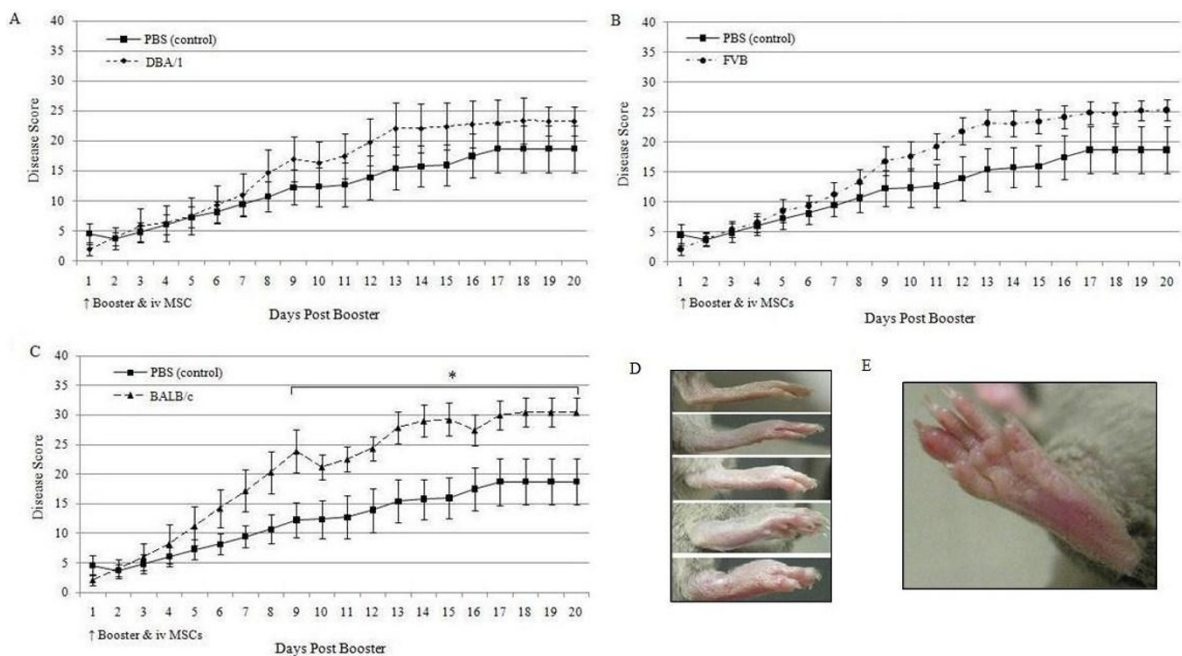 A
PBS (control)
DBA/1
40
35
30
25
20
15
10
5
0
Disease Score
1 2 3 4 5 6 7 8 9 10 11 12 13 14 15 16 17 18 19 20
↑ Booster & iv MSC
Days Post Booster
B
PBS (control)
FVB
40
35
30
25
20
15
10
5
0
Disease Score
1 2 3 4 5 6 7 8 9 10 11 12 13 14 15 16 17 18 19 20
↑ Booster & iv MSCs
Days Post Booster
C
PBS (control)
BALB/c
*
40
35
30
25
20
15
10
5
0
Disease Score
1 2 3 4 5 6 7 8 9 10 11 12 13 14 15 16 17 18 19 20
↑ Booster & iv MSCs
Days Post Booster
D
E